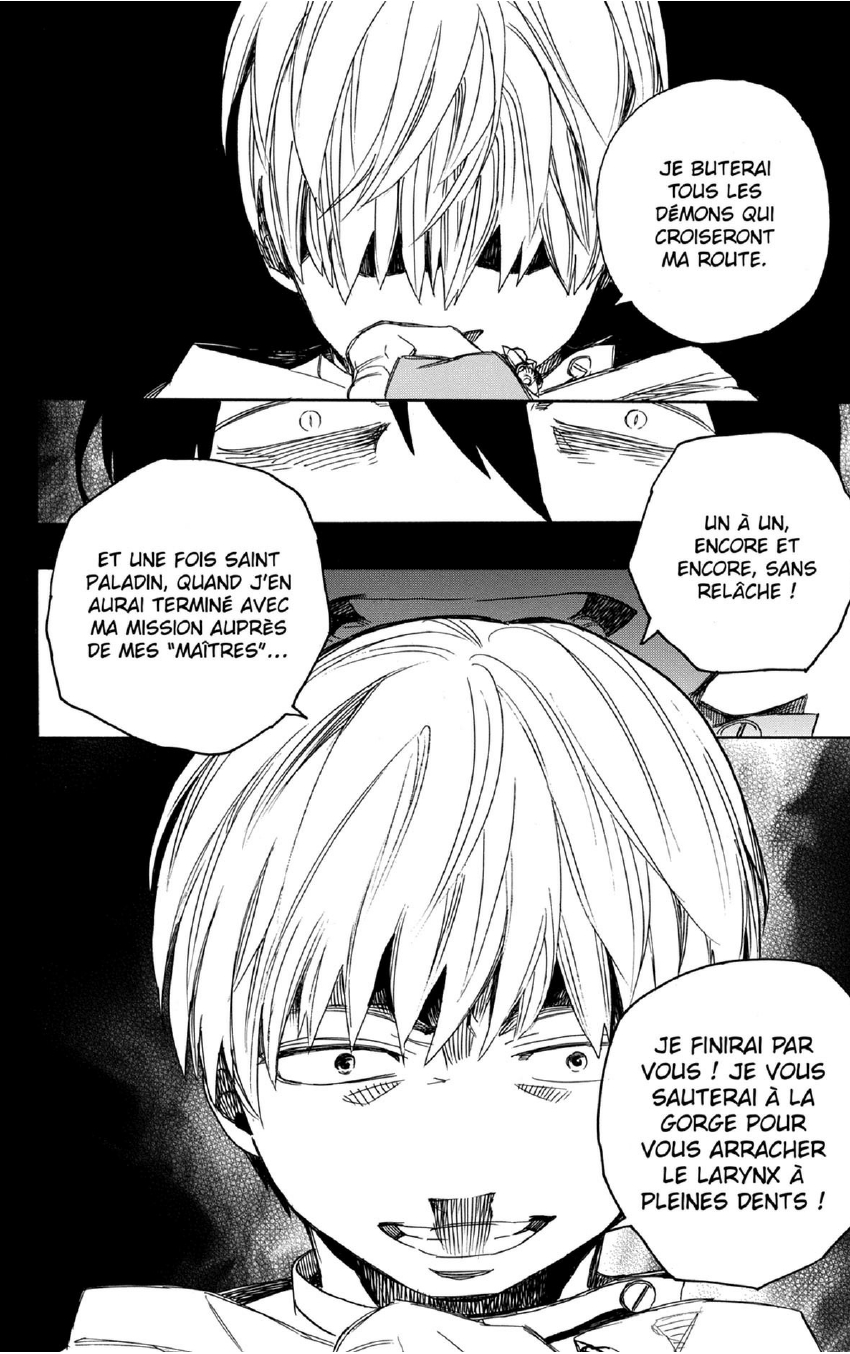 JE BUTERAI
TOUS LES
DÉMONS QUI
CROISERONT
MA ROUTE.
UN À UN,
ENCORE ET
ENCORE, SANS
RELÂCHE !
ET UNE FOIS SAINT
PALADIN, QUAND J'EN
AURAI TERMINÉ AVEC
MA MISSION AUPRÈS
DE MES "MAÎTRES"...
JE FINIRAI PAR
VOUS ! JE VOUS
SAUTERAI À LA
GORGE POUR
VOUS ARRACHER
LE LARYNX À
PLEINES DENTS !